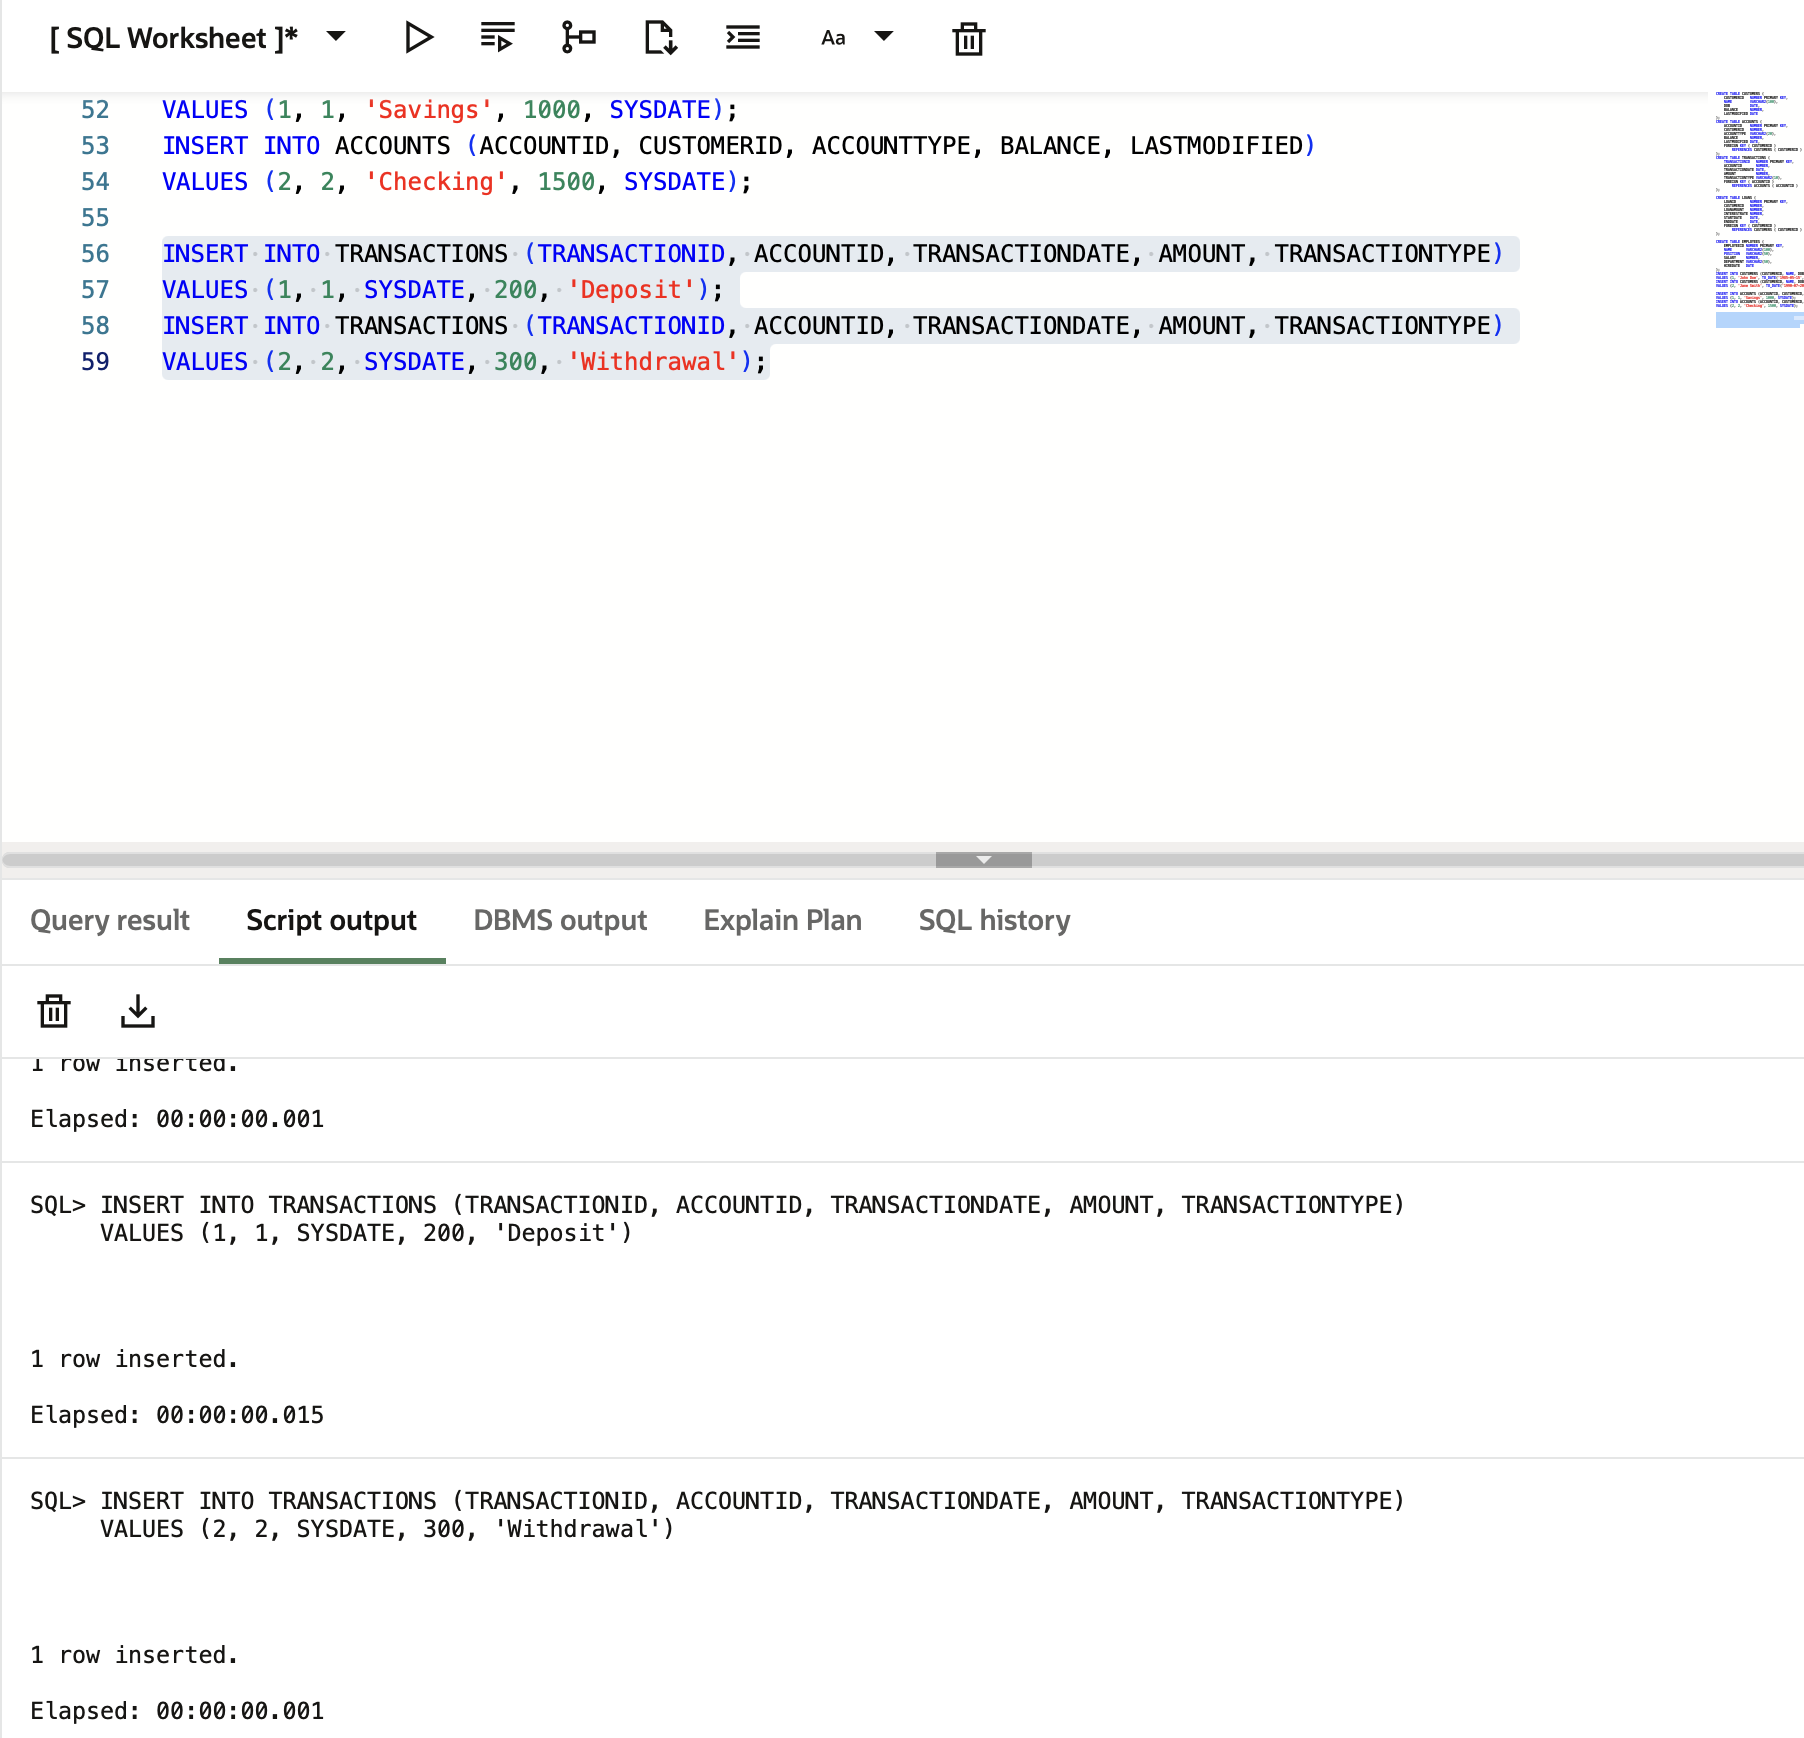 [ SQL Worksheet ]*
Aa
52 VALUES (1, 1, 'Savings', 1000, SYSDATE);
53 INSERT INTO ACCOUNTS (ACCOUNTID, CUSTOMERID, ACCOUNTTYPE, BALANCE, LASTMODIFIED)
54 VALUES (2, 2, 'Checking', 1500, SYSDATE);
55
56 INSERT INTO TRANSACTIONS (TRANSACTIONID, ACCOUNTID, TRANSACTIONDATE, AMOUNT, TRANSACTIONTYPE)
57 VALUES (1, 1, SYSDATE, 200, 'Deposit');
58 INSERT INTO TRANSACTIONS (TRANSACTIONID, ACCOUNTID, TRANSACTIONDATE, AMOUNT, TRANSACTIONTYPE)
59 VALUES (2, 2, SYSDATE, 300, 'Withdrawal');
Query result Script output DBMS output Explain Plan SQL history
1 row inserted.
Elapsed: 00:00:00.001
SQL> INSERT INTO TRANSACTIONS (TRANSACTIONID, ACCOUNTID, TRANSACTIONDATE, AMOUNT, TRANSACTIONTYPE)
VALUES (1, 1, SYSDATE, 200, 'Deposit')
1 row inserted.
Elapsed: 00:00:00.015
SQL> INSERT INTO TRANSACTIONS (TRANSACTIONID, ACCOUNTID, TRANSACTIONDATE, AMOUNT, TRANSACTIONTYPE)
VALUES (2, 2, SYSDATE, 300, 'Withdrawal')
1 row inserted.
Elapsed: 00:00:00.001